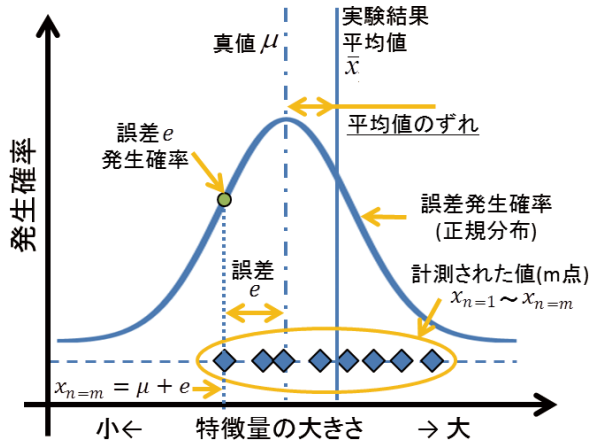 真値 μ
実験結果
平均値
x̄
平均値のずれ
誤差 e
発生確率
発生確率
誤差発生確率
(正規分布)
誤差
e
計測された値(m点)
xₙ₌₁～xₙ₌ₘ
xₙ₌ₘ = μ + e
小← 特徴量の大きさ →大